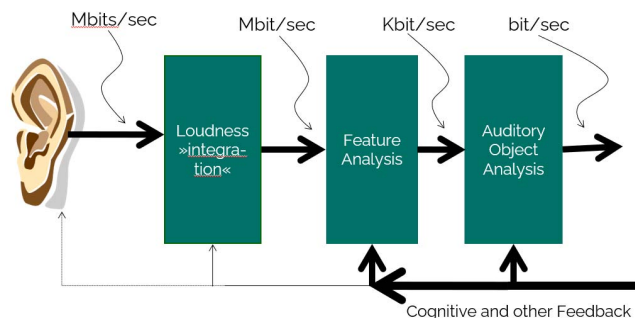 Mbits/sec
Mbit/sec
Kbit/sec
bit/sec
Loudness
»integra-
tion«
Feature
Analysis
Auditory
Object
Analysis
Cognitive and other Feedback